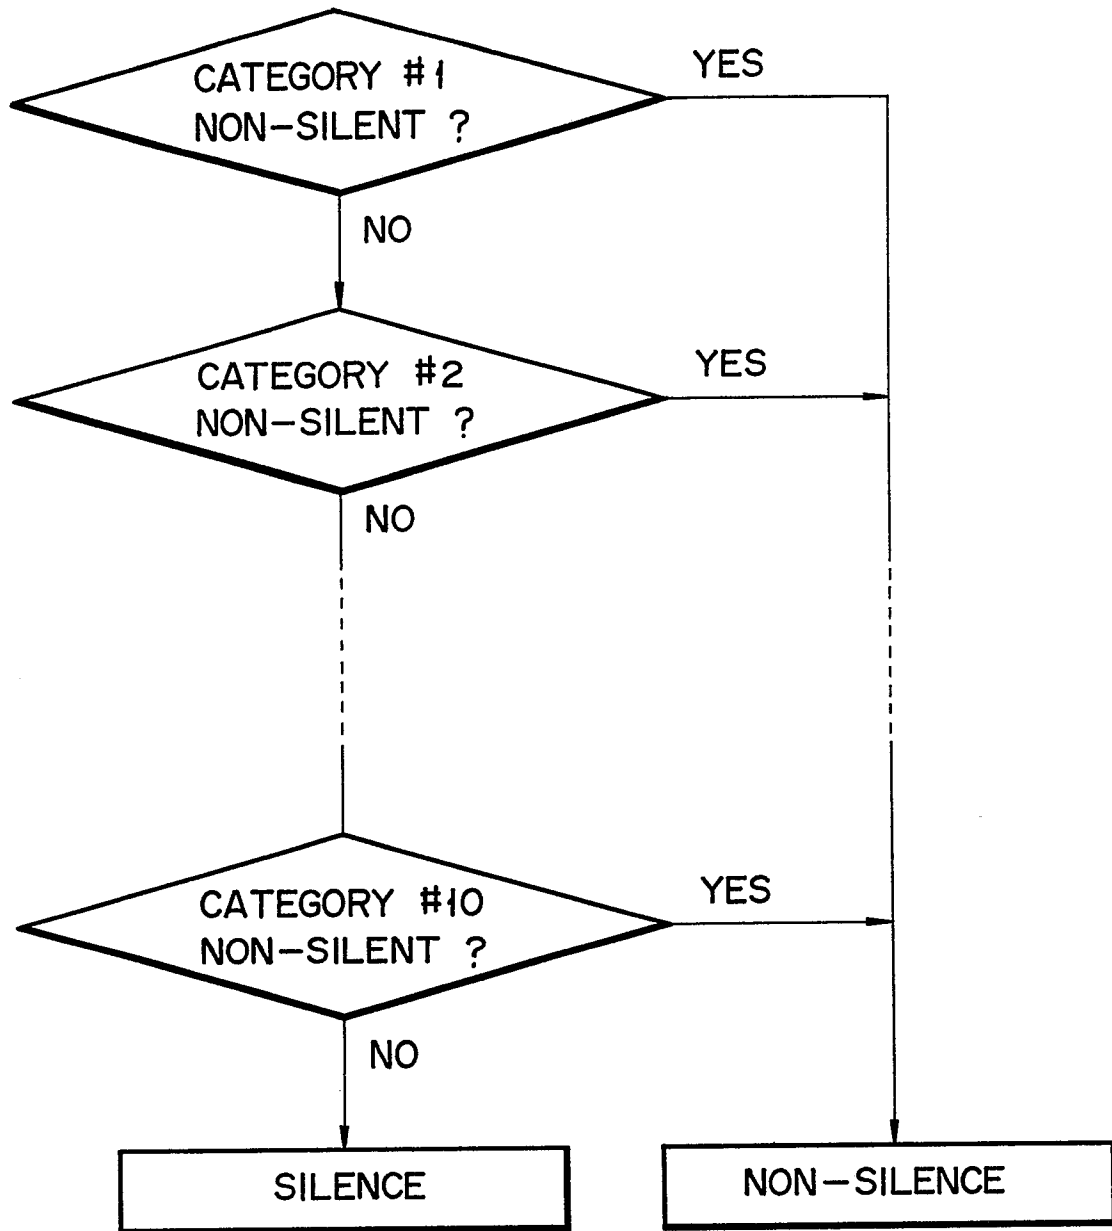 CATEGORY #1
NON-SILENT ?
YES
NO
CATEGORY #2
NON-SILENT ?
YES
NO
CATEGORY #10
NON-SILENT ?
YES
NO
SILENCE
NON-SILENCE